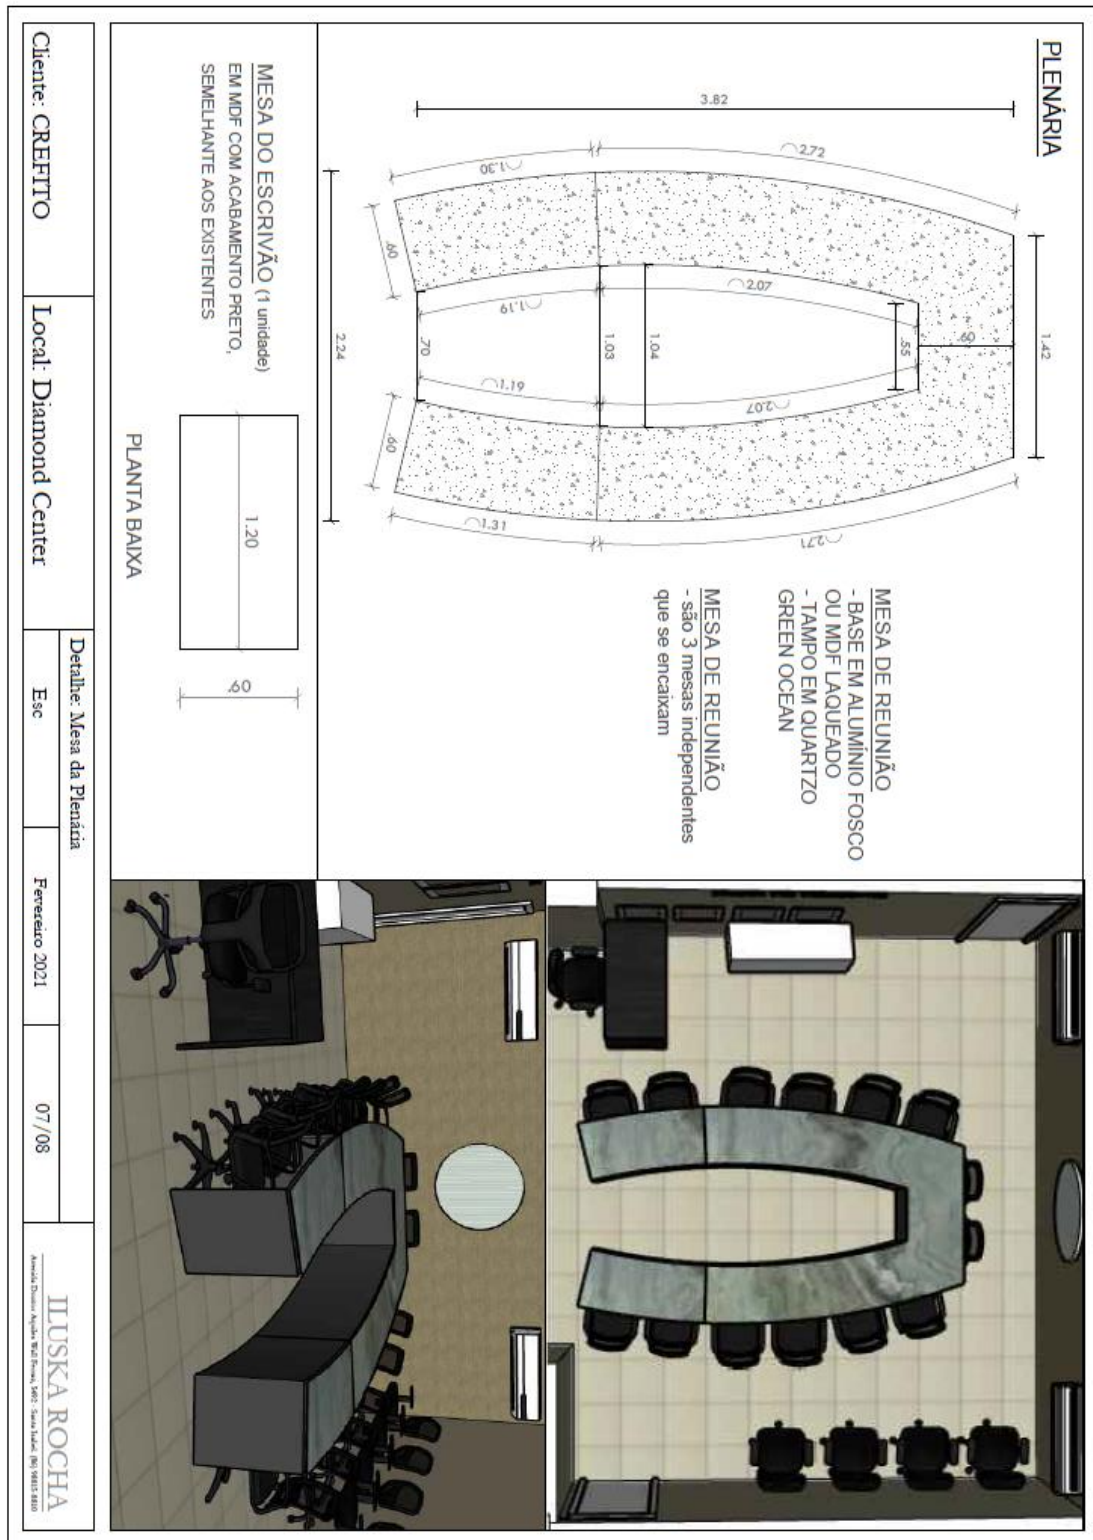 PLENÁRIA
3.82
2.72
1.30
.60
2.07
1.19
1.42
.60
.55
1.04
1.03
.70
1.19
2.07
.60
1.31
2.71
2.24
MESA DE REUNIÃO
- BASE EM ALUMÍNIO FOSCO
OU MDF LAQUEADO
- TAMPO EM QUARTZO
GREEN OCEAN
MESA DE REUNIÃO
- são 3 mesas independentes
que se encaixam
MESA DO ESCRIVÃO (1 unidade)
EM MDF COM ACABAMENTO PRETO,
SEMELHANTE AOS EXISTENTES
1.20
.60
PLANTA BAIXA
Cliente: CREFITO
Local: Diamond Center
Detalhe: Mesa da Plenária
Esc
Fevereiro 2021
07/08
ILUSKA ROCHA